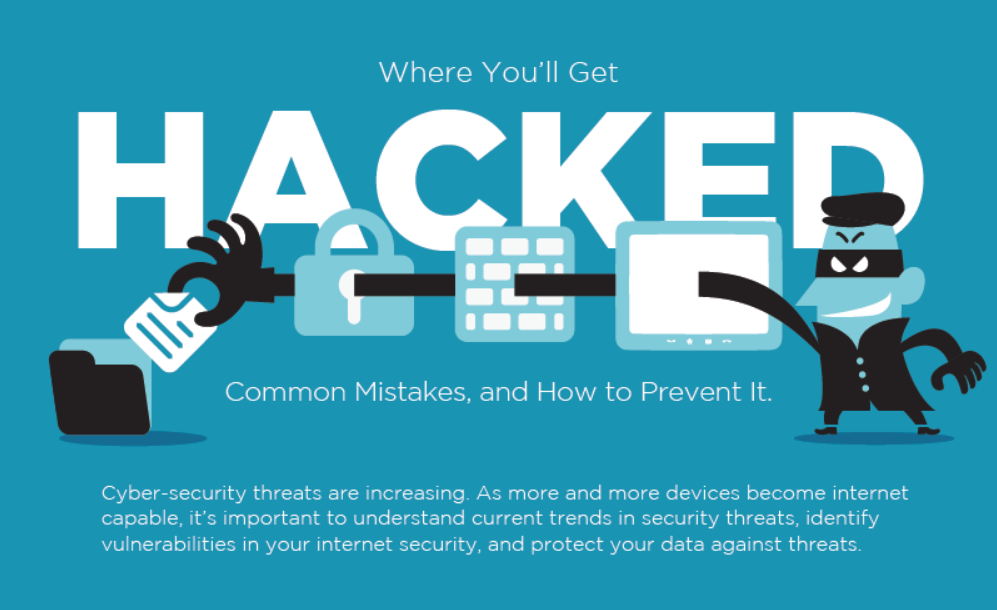 Where You’ll Get
HACKED
Common Mistakes, and How to Prevent It.
Cyber-security threats are increasing. As more and more devices become internet
capable, it’s important to understand current trends in security threats, identify
vulnerabilities in your internet security, and protect your data against threats.